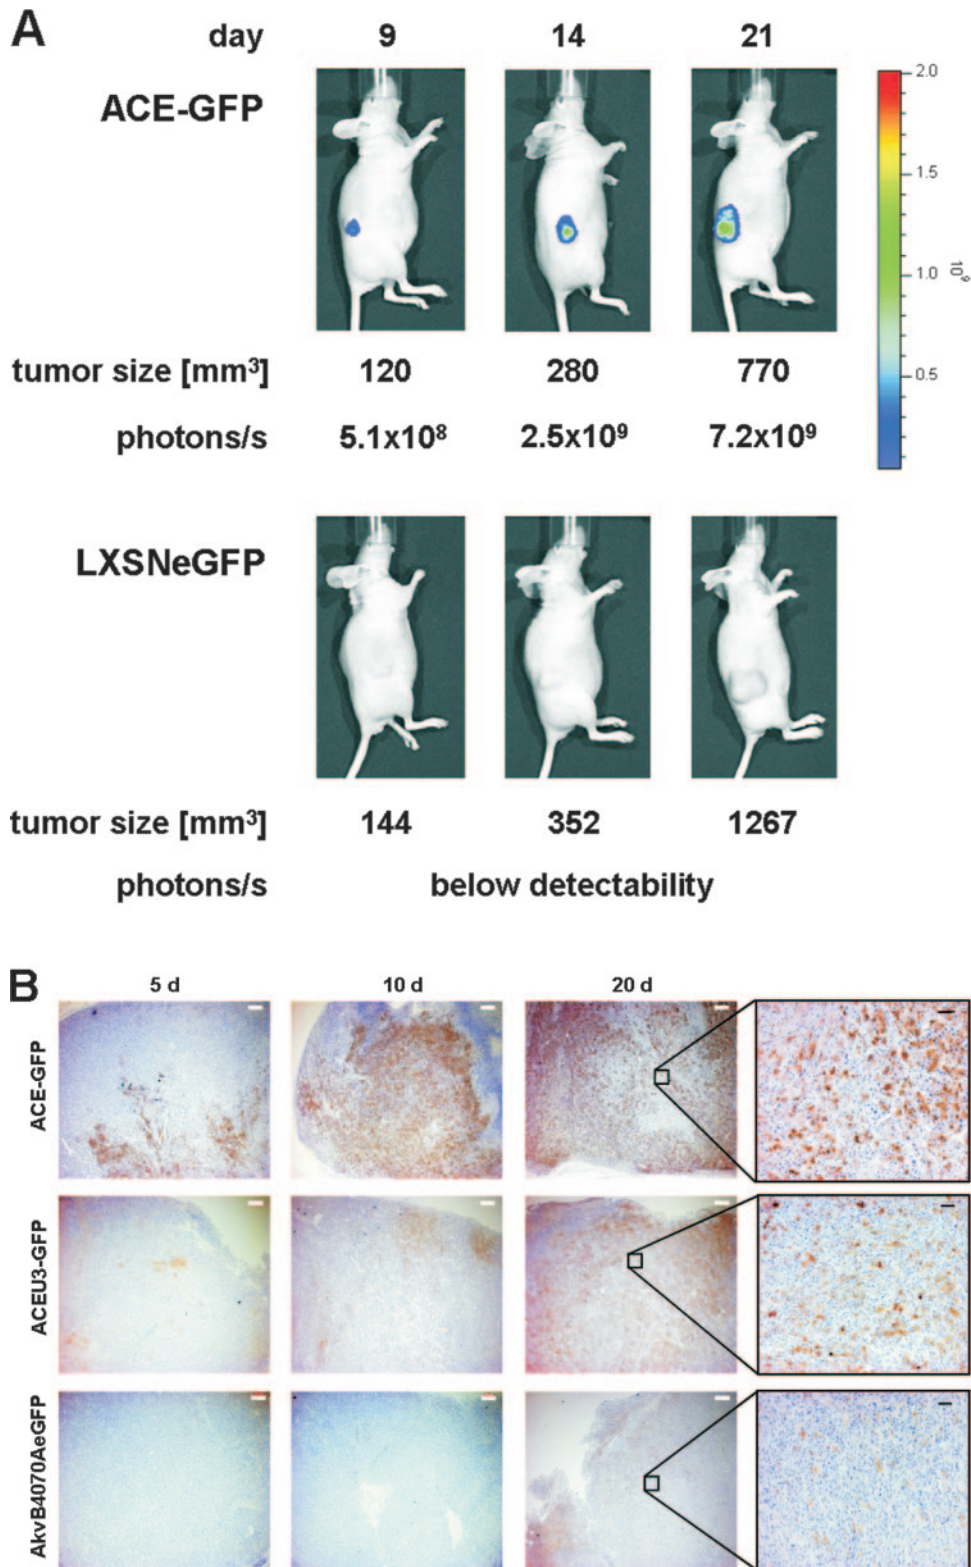 A day 9 14 21
ACE-GFP
2.0
1.5
1.0
10⁹
0.5
tumor size [mm³] 120 280 770
photons/s 5.1x10⁸ 2.5x10⁹ 7.2x10⁹
LXSNeGFP
tumor size [mm³] 144 352 1267
photons/s below detectability
B 5 d 10 d 20 d
ACE-GFP
ACEU3-GFP
AkvB4070AeGFP